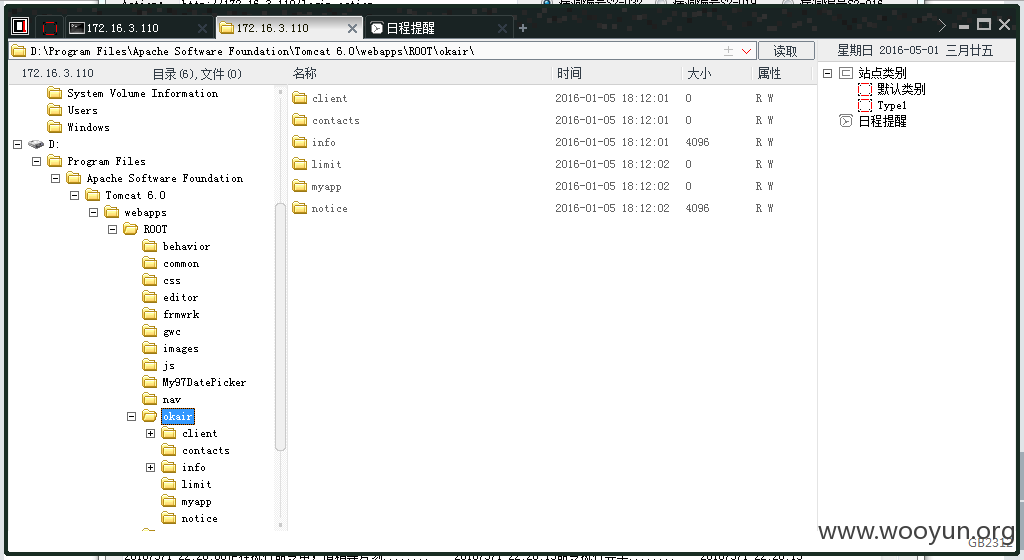 172.16.3.110
172.16.3.110
日程提醒
D:\Program Files\Apache Software Foundation\Tomcat 6.0\webapps\ROOT\okair\
读取
星期日 2016-05-01 三月廿五
172.16.3.110
目录(6),文件(0)
System Volume Information
Users
Windows
D:
Program Files
Apache Software Foundation
Tomcat 6.0
webapps
ROOT
behavior
common
css
editor
frmwrk
gwc
images
js
My97DatePicker
nav
okair
client
contacts
info
limit
myapp
notice
名称 时间 大小 属性
client 2016-01-05 18:12:01 0 R W
contacts 2016-01-05 18:12:01 0 R W
info 2016-01-05 18:12:01 4096 R W
limit 2016-01-05 18:12:02 0 R W
myapp 2016-01-05 18:12:02 0 R W
notice 2016-01-05 18:12:02 4096 R W
站点类别
默认类别
Type1
日程提醒
www.wooyun.org
GB2312